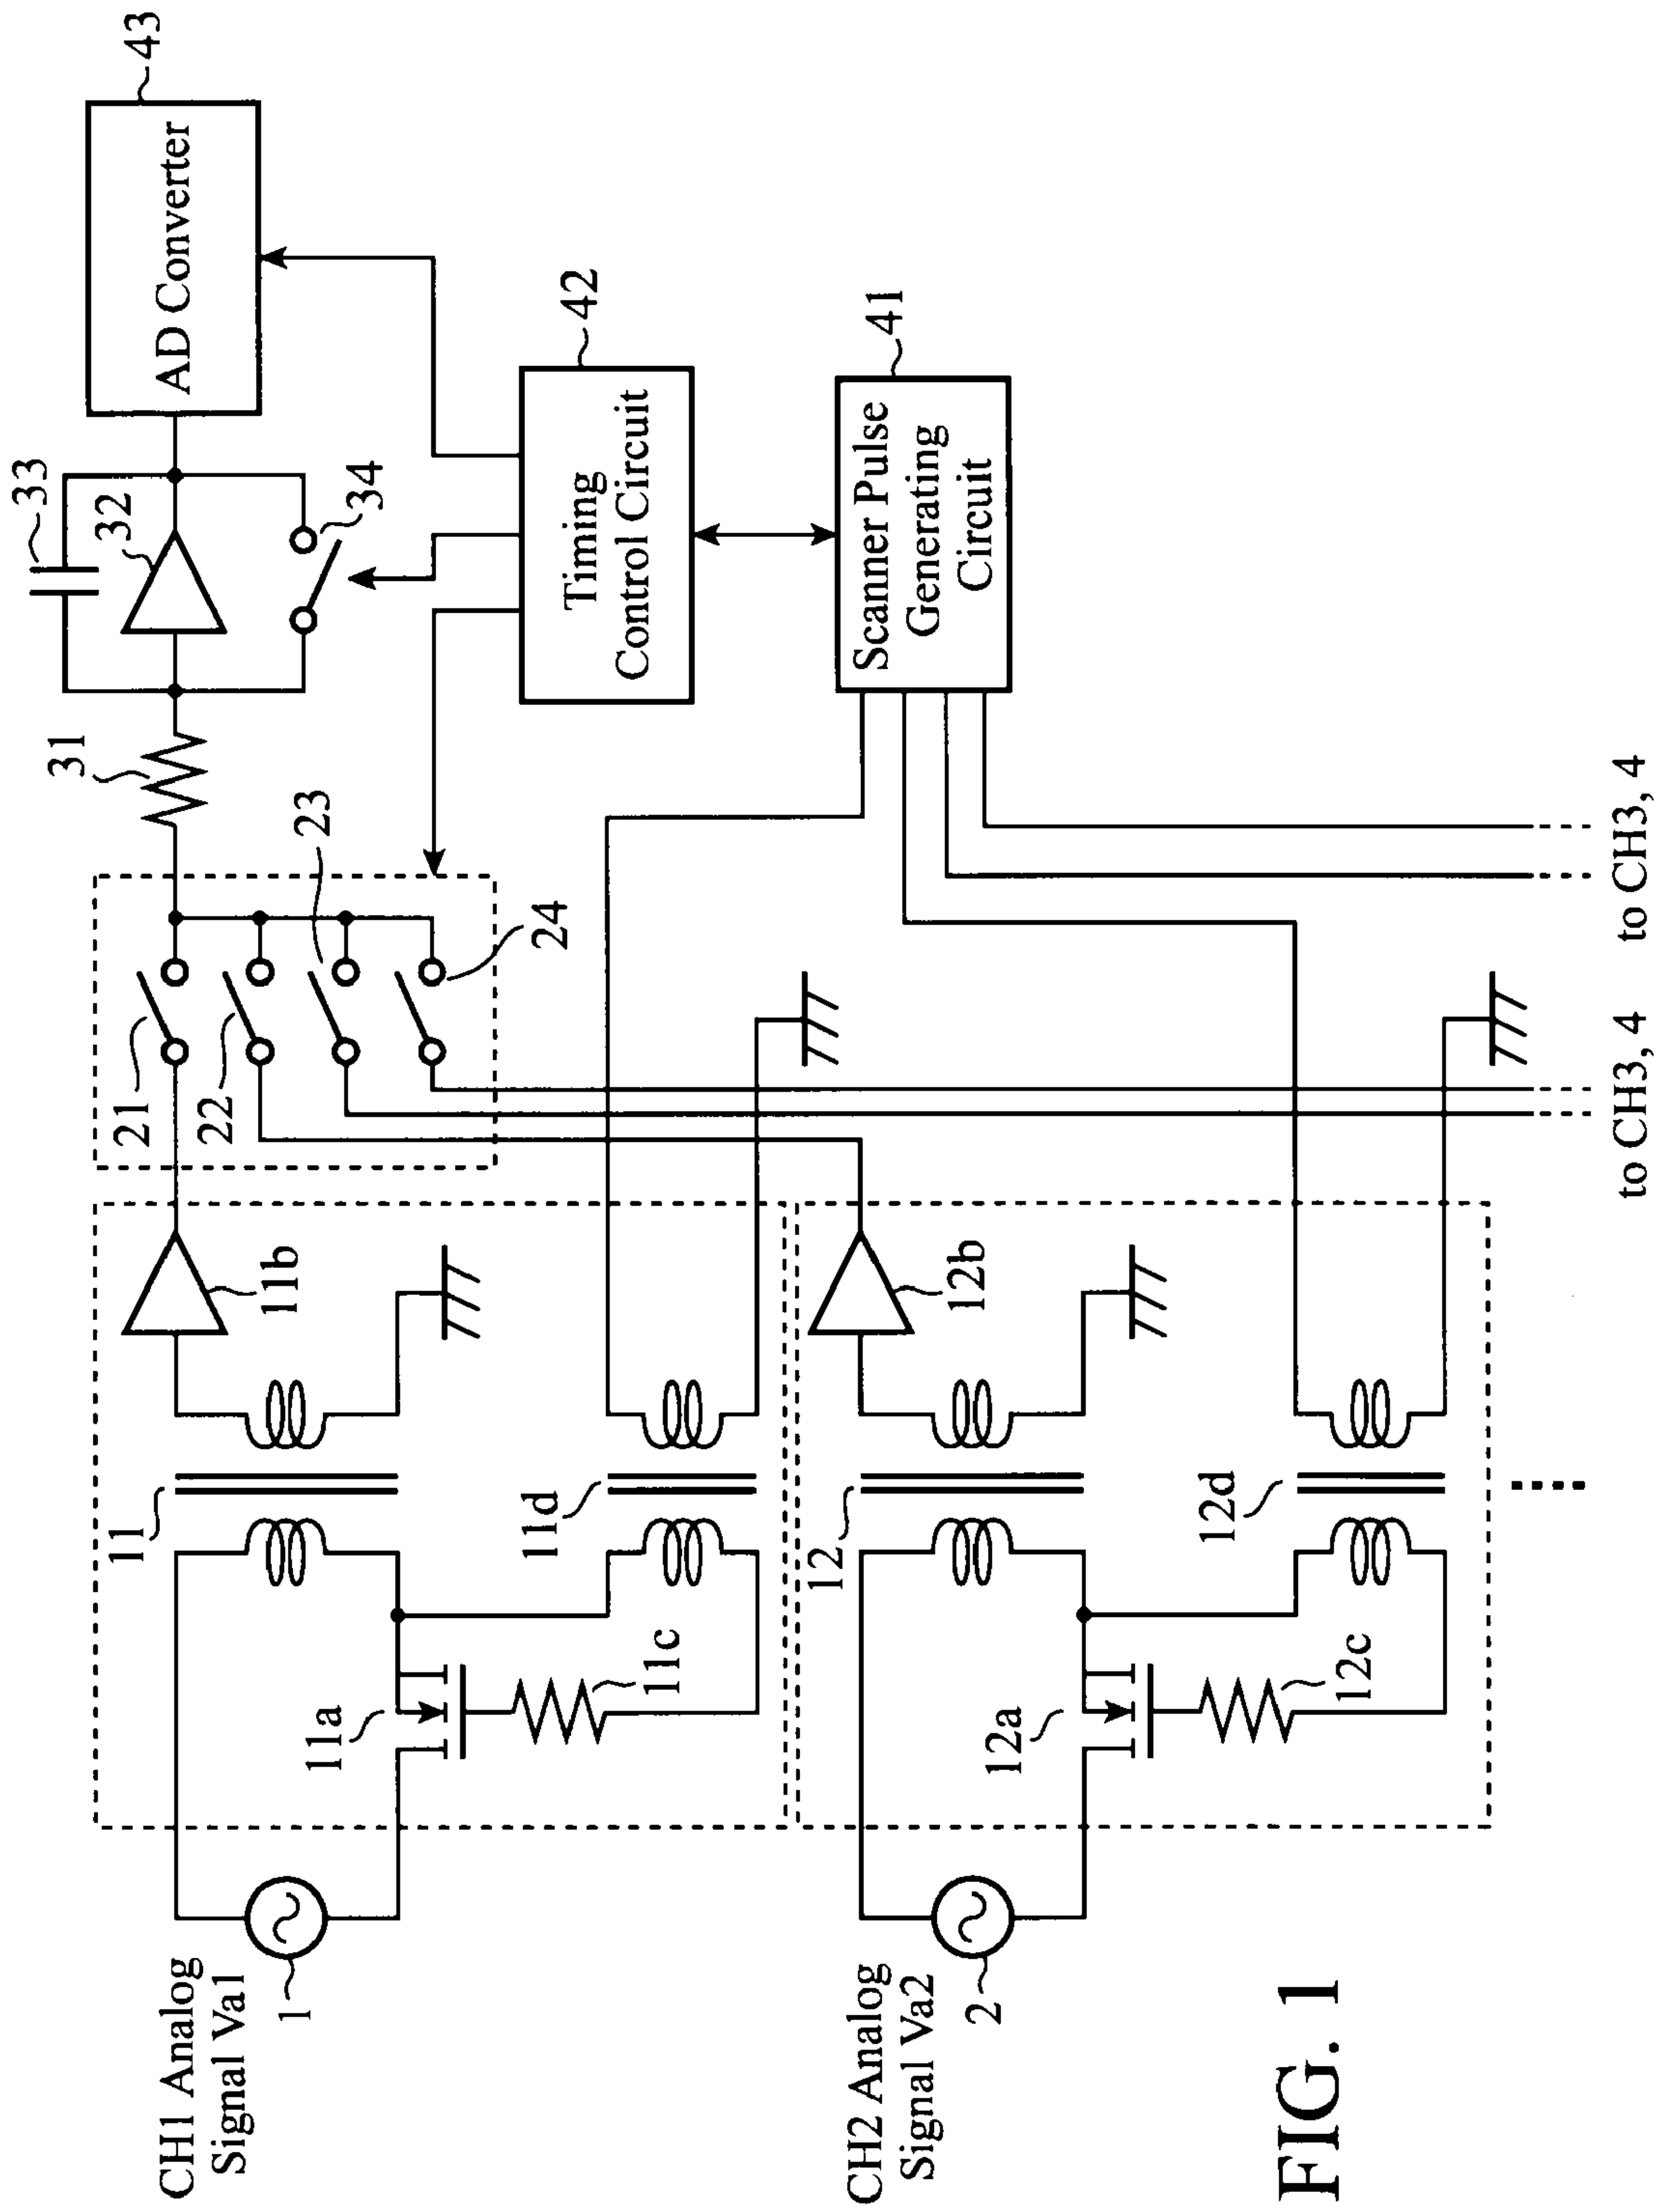 CH1 Analog
Signal Va1
1
11
11a
11b
11c
11d
CH2 Analog
Signal Va2
2
12
12a
12b
12c
12d
21
22
23
24
31
32
33
34
AD Converter
43
Timing
Control Circuit
42
Scanner Pulse
Generating
Circuit
41
to CH3, 4
to CH3, 4
FIG. 1